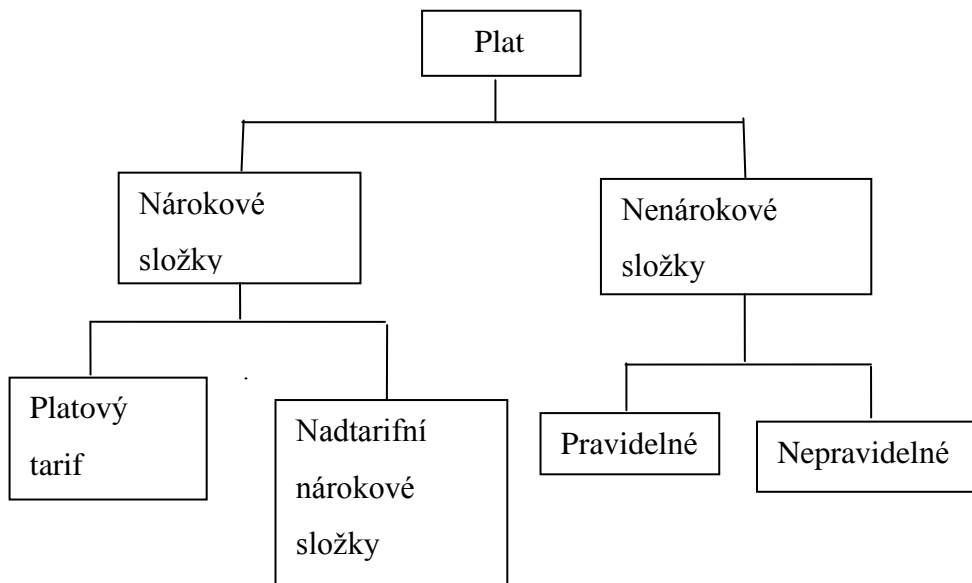 Plat
Nárokové
složky
Nenárokové
složky
Platový
tarif
Nadtarifní
nárokové
složky
Pravidelné
Nepravidelné